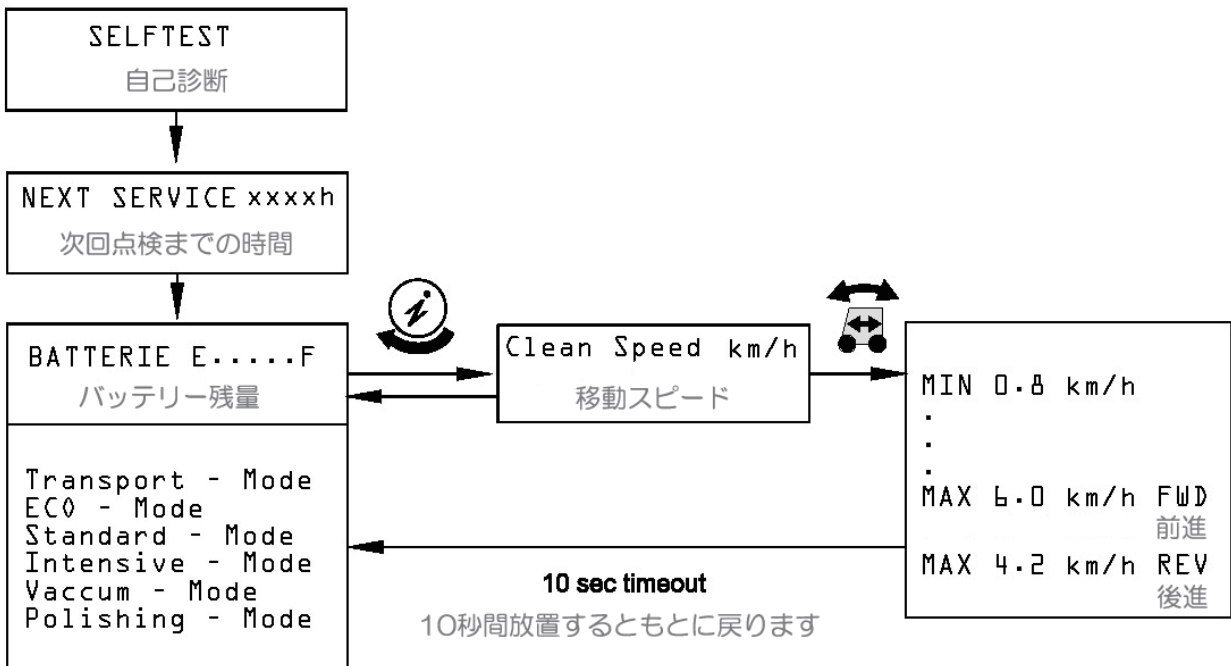 SELFTEST
自己診断
NEXT SERVICE xxxxh
次回点検までの時間
BATTERIE E.....F
バッテリー残量
Transport - Mode
ECO - Mode
Standard - Mode
Intensive - Mode
Vaccum - Mode
Polishing - Mode
i
Clean Speed km/h
移動スピード
MIN 0.8 km/h
.
.
.
MAX 6.0 km/h FWD
前進
MAX 4.2 km/h REV
後進
10 sec timeout
10秒間放置するともとに戻ります